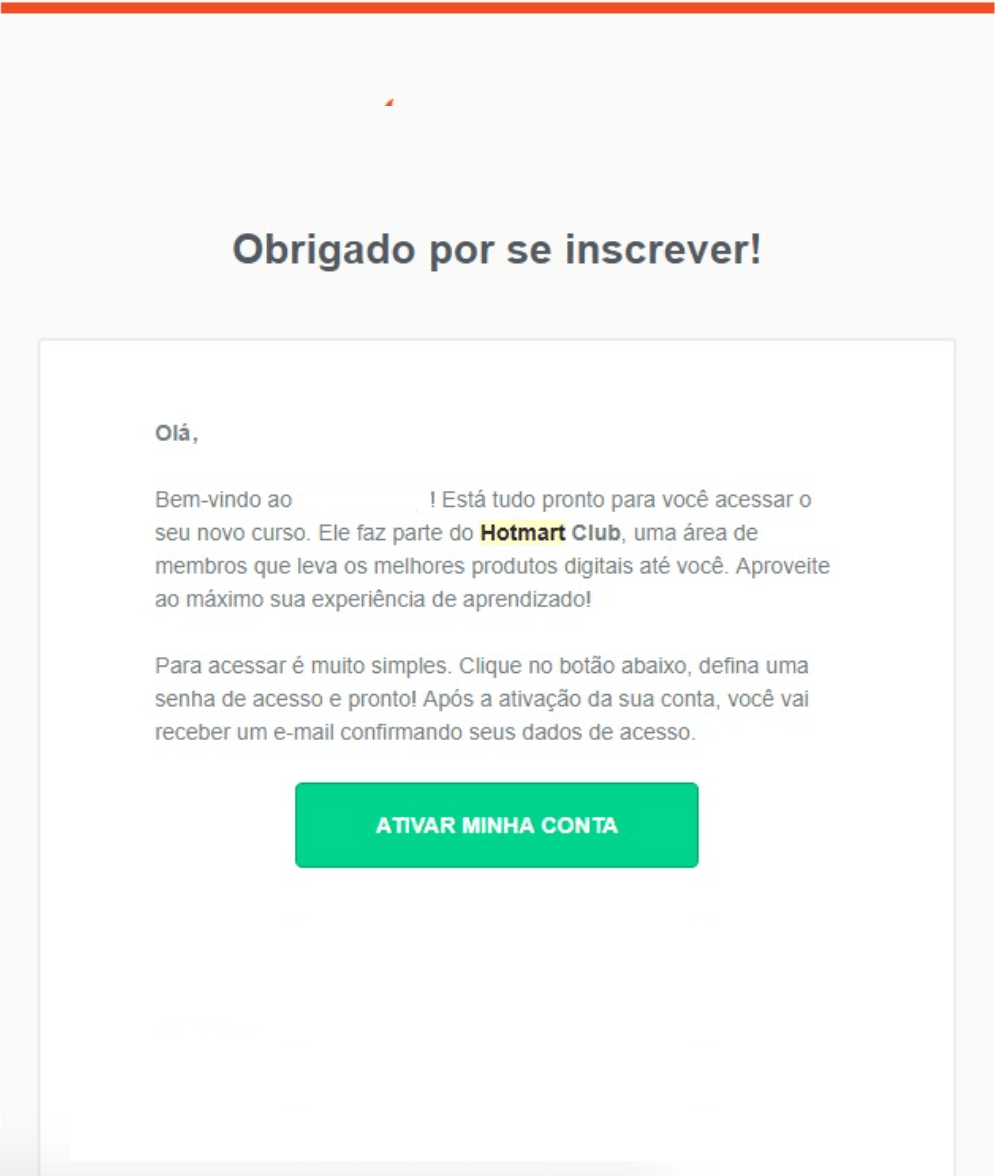 Obrigado por se inscrever!
Olá,
Bem-vindo ao ! Está tudo pronto para você acessar o
seu novo curso. Ele faz parte do Hotmart Club, uma área de
membros que leva os melhores produtos digitais até você. Aproveite
ao máximo sua experiência de aprendizado!
Para acessar é muito simples. Clique no botão abaixo, defina uma
senha de acesso e pronto! Após a ativação da sua conta, você vai
receber um e-mail confirmando seus dados de acesso.
ATIVAR MINHA CONTA